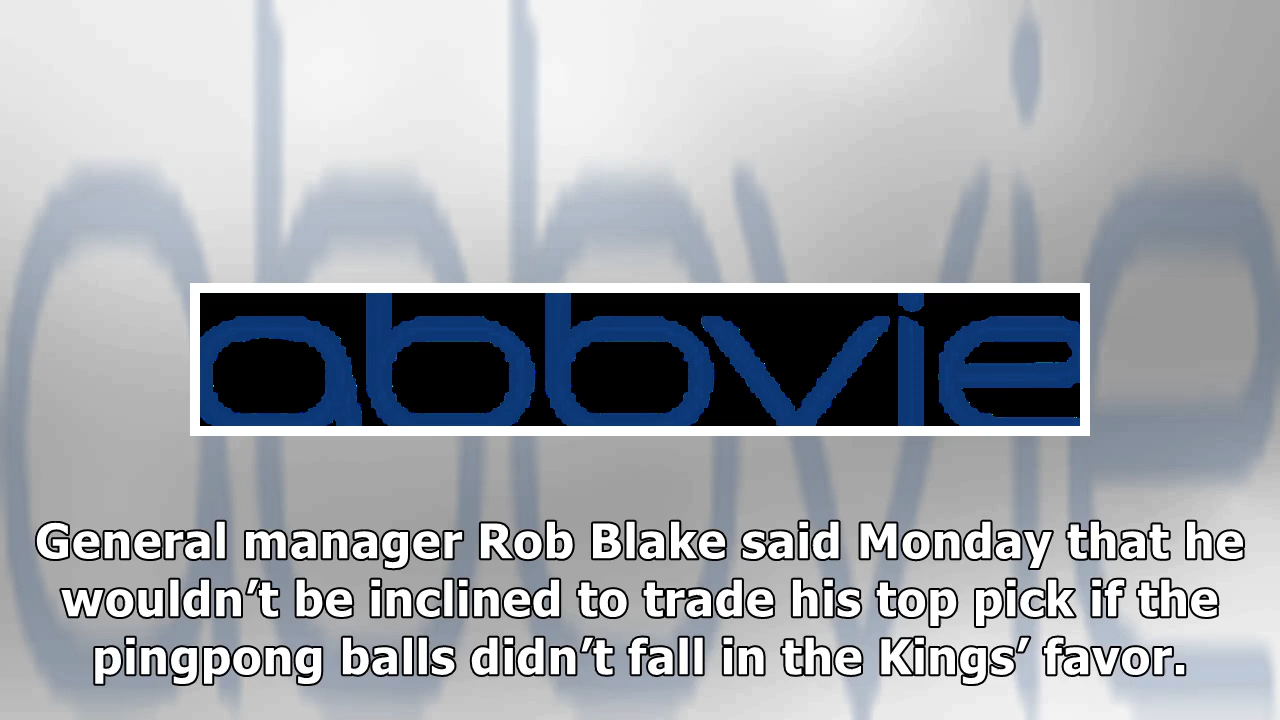 abbvie
General manager Rob Blake said Monday that he
wouldn’t be inclined to trade his top pick if the
pingpong balls didn’t fall in the Kings’ favor.